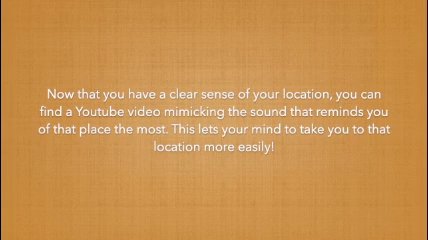 Now that you have a clear sense of your location, you can
find a Youtube video mimicking the sound that reminds you
of that place the most. This lets your mind to take you to that
location more easily!